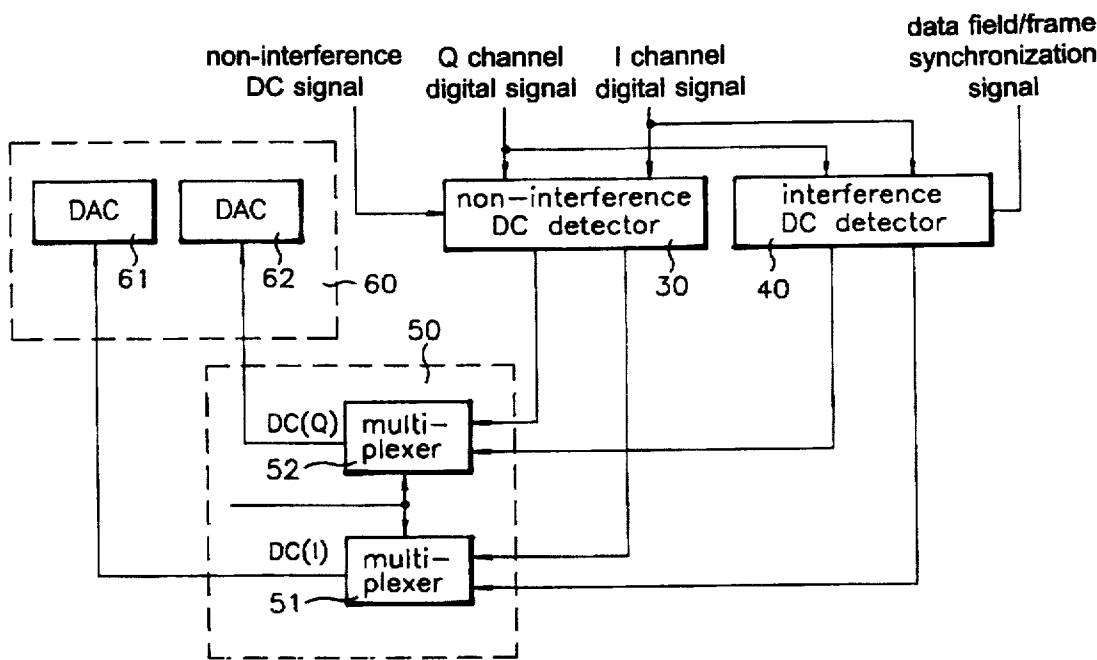 data field/frame
synchronization
signal
non-interference
DC signal
Q channel
digital signal
I channel
digital signal
DAC
DAC
non-interference
DC detector
interference
DC detector
61
62
60
30
40
50
DC(Q)
multi-
plexer
52
DC(I)
multi-
plexer
51